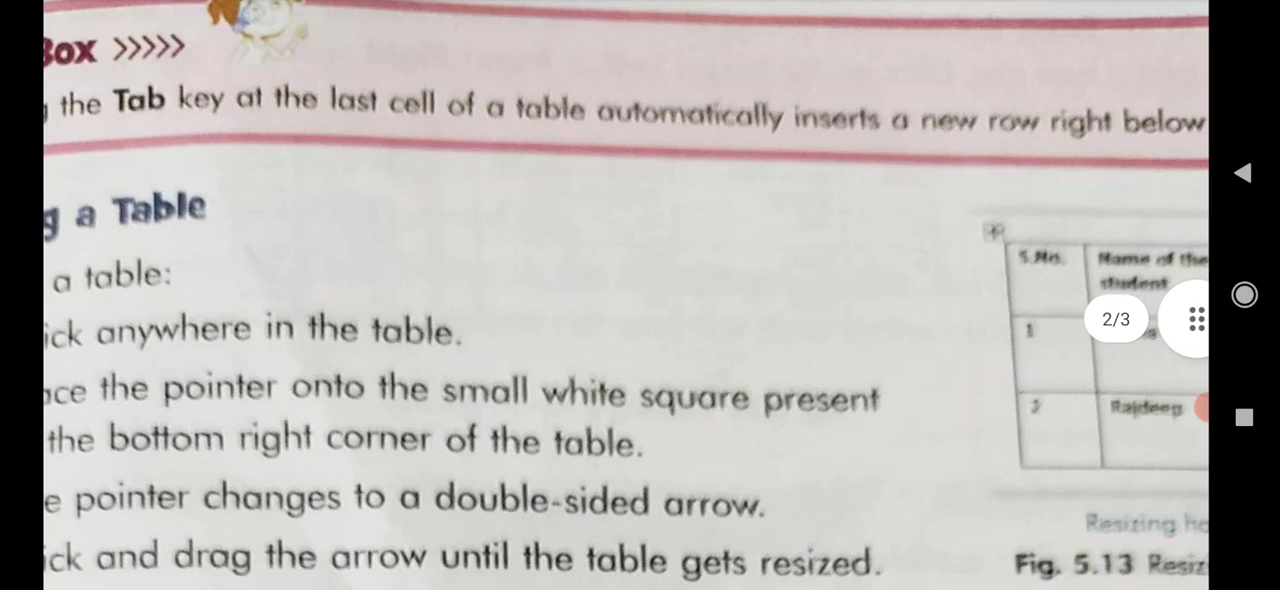 Box >>>>>
the Tab key at the last cell of a table automatically inserts a new row right below
g a Table
a table:
ick anywhere in the table.
ace the pointer onto the small white square present
the bottom right corner of the table.
e pointer changes to a double-sided arrow.
ick and drag the arrow until the table gets resized.
S.No. Name of the
student
1
2 Rajdeep
2/3
Resizing ha
Fig. 5.13 Resiz